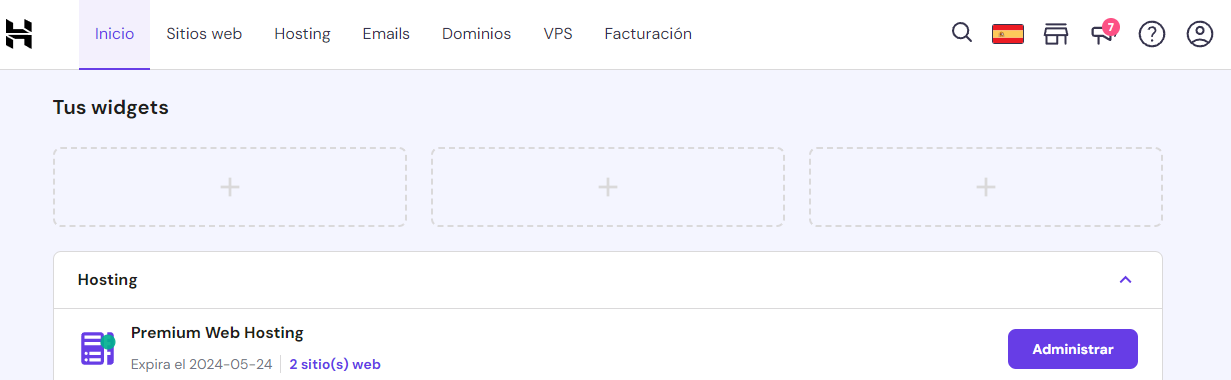 Inicio Sitios web Hosting Emails Dominios VPS Facturación 7
Tus widgets
Hosting
Premium Web Hosting
Expira el 2024-05-24 2 sitio(s) web
Administrar